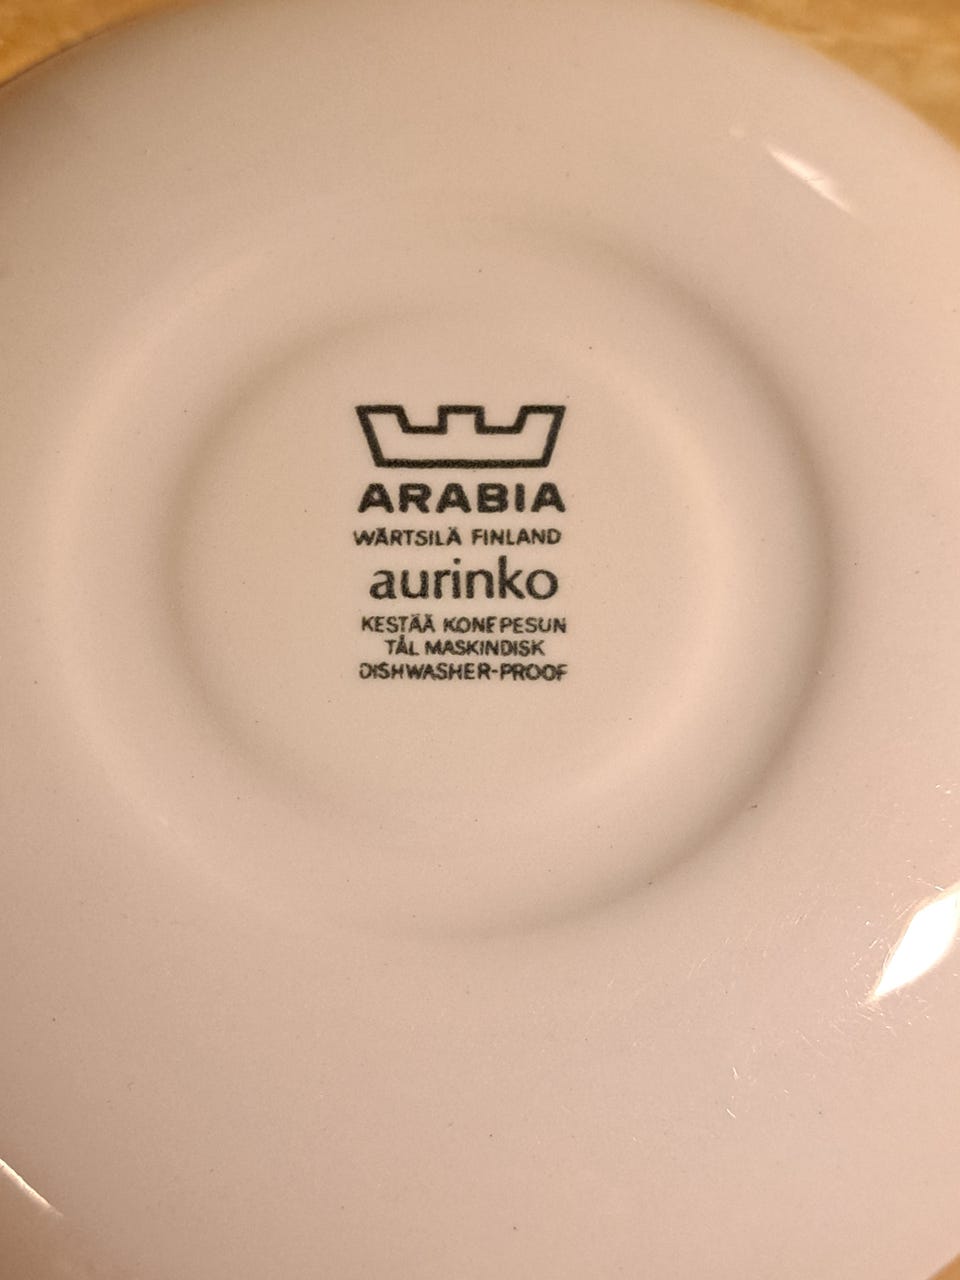 ARABIA
WÄRTSILÄ FINLAND
aurinko
KESTÄÄ KONEPESUN
TÅL MASKINDISK
DISHWASHER-PROOF